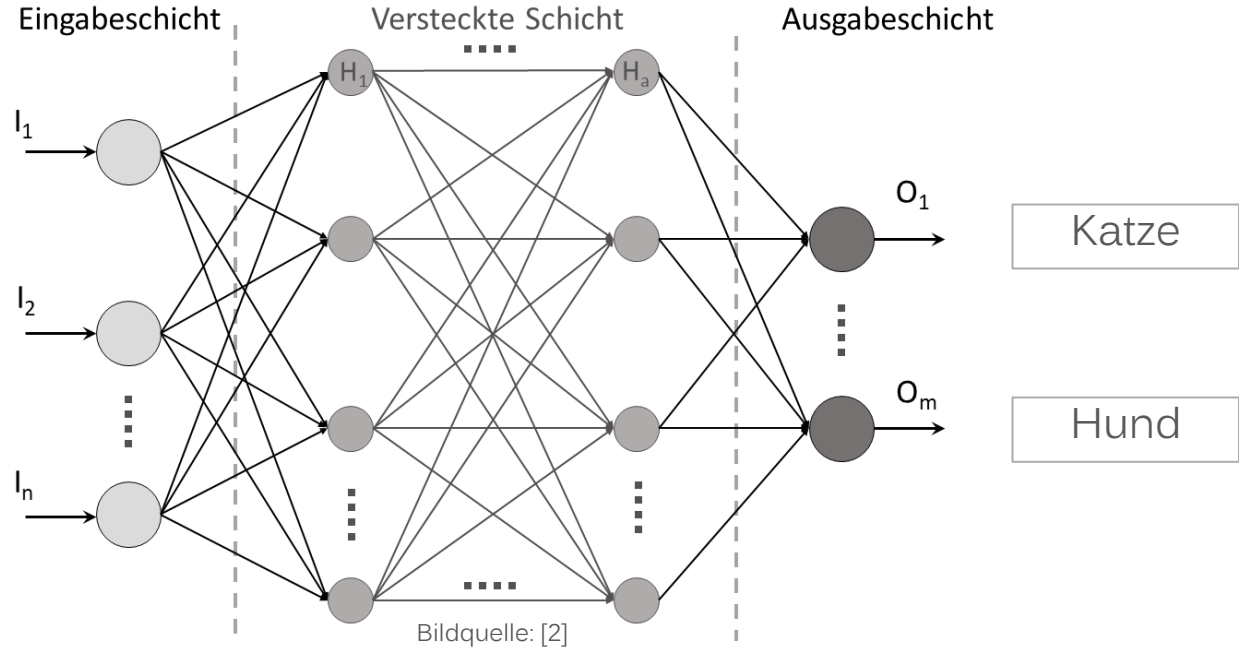 Eingabeschicht
Versteckte Schicht
Ausgabeschicht
H₁
Hₐ
I₁
O₁
Katze
I₂
Oₘ
Hund
Iₙ
Bildquelle: [2]